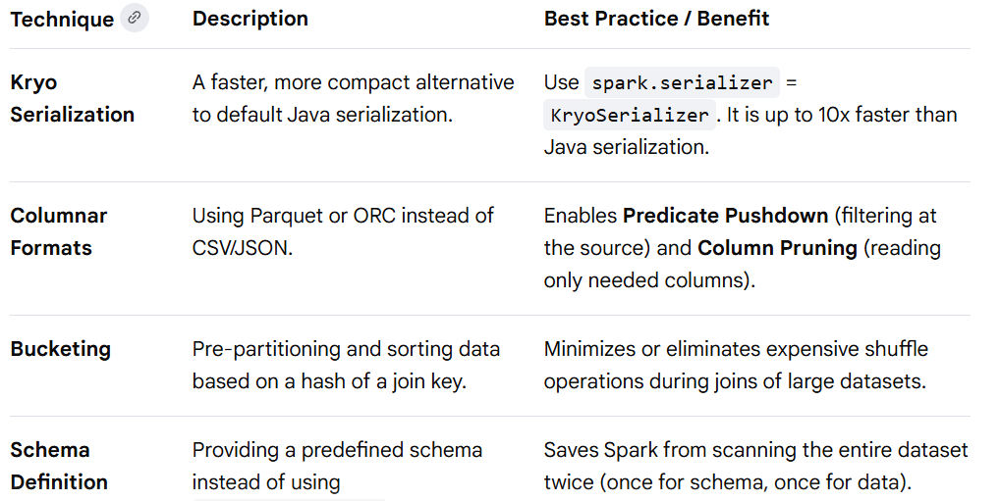 Technique Description Best Practice / Benefit
Kryo A faster, more compact alternative Use spark.serializer =
Serialization to default Java serialization. KryoSerializer. It is up to 10x faster than
Java serialization.
Columnar Using Parquet or ORC instead of Enables Predicate Pushdown (filtering at
Formats CSV/JSON. the source) and Column Pruning (reading
only needed columns).
Bucketing Pre-partitioning and sorting data Minimizes or eliminates expensive shuffle
based on a hash of a join key. operations during joins of large datasets.
Schema Providing a predefined schema Saves Spark from scanning the entire dataset
Definition instead of using twice (once for schema, once for data).